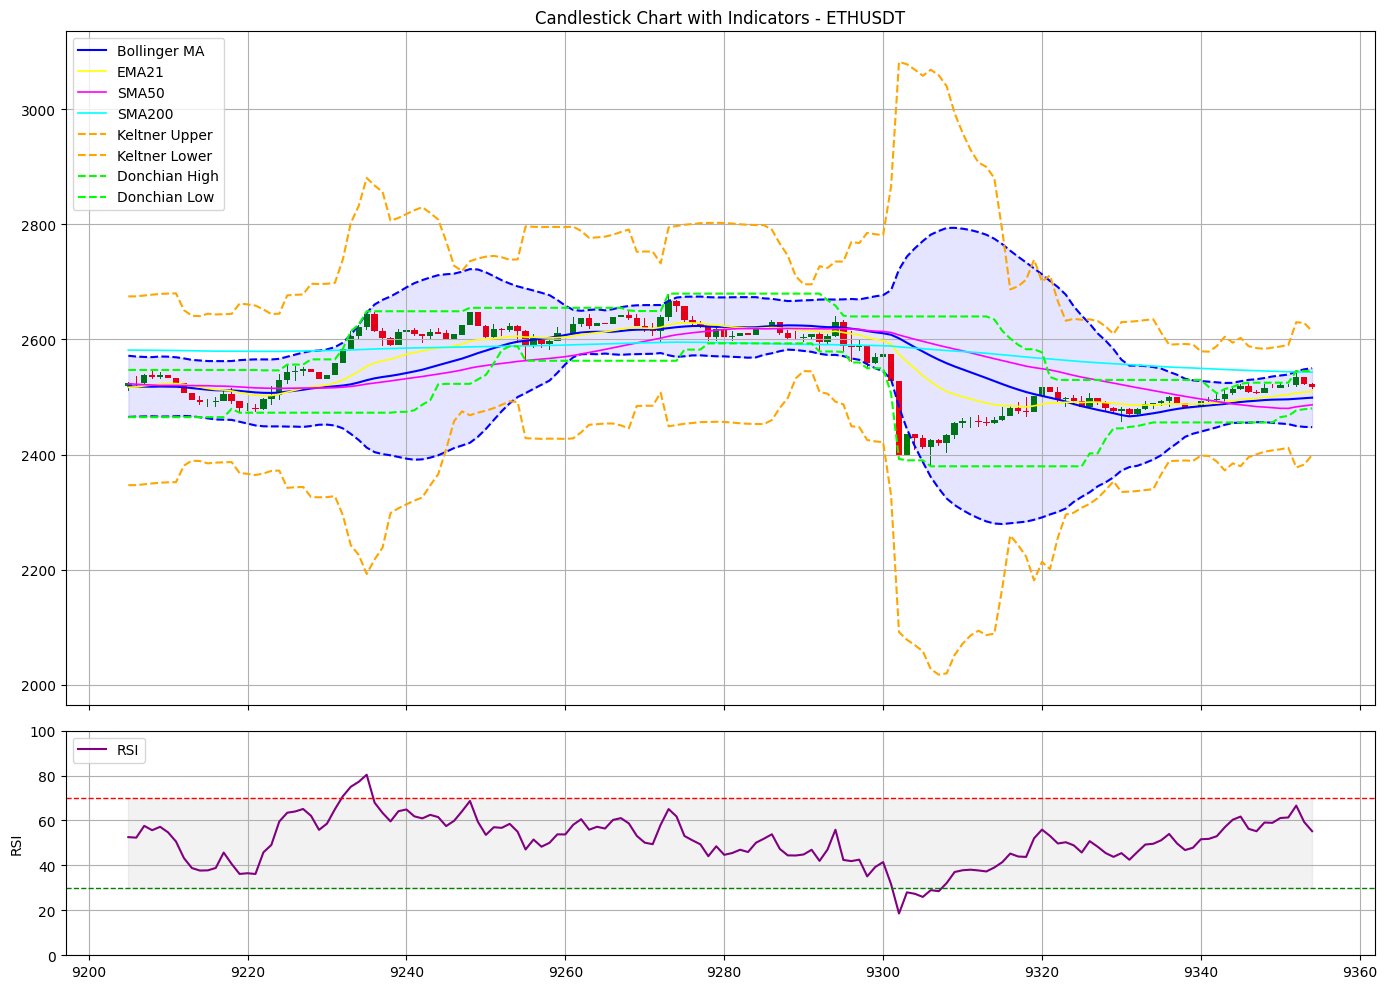 Candlestick Chart with Indicators - ETHUSDT
Bollinger MA
EMA21
SMA50
SMA200
Keltner Upper
Keltner Lower
Donchian High
Donchian Low
3000
2800
2600
2400
2200
2000
RSI
100
80
60
40
20
0
RSI
9200 9220 9240 9260 9280 9300 9320 9340 9360